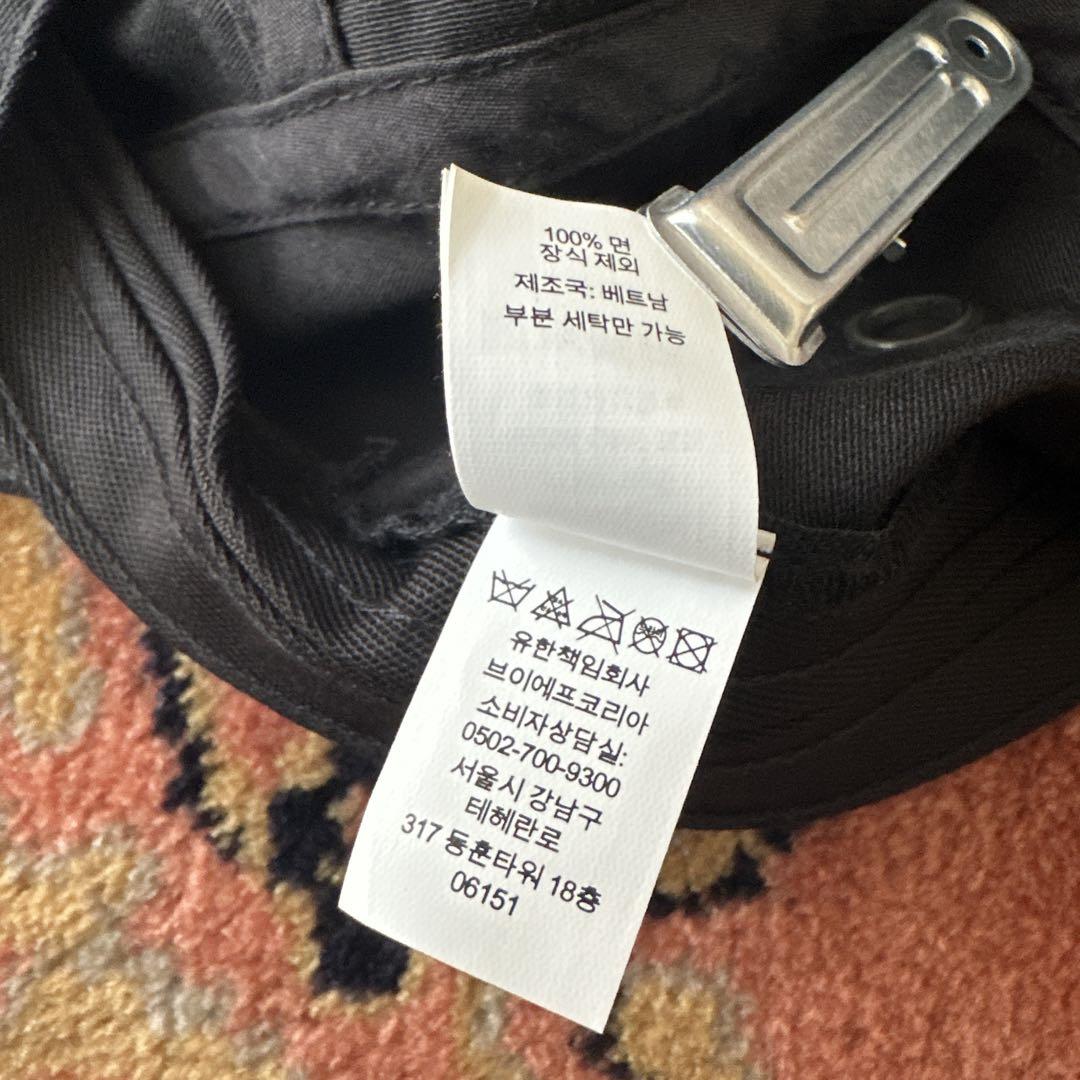 100% 면
장식 제외
제조국: 베트남
부분 세탁만 가능
유한책임회사
브이에프코리아
소비자상담실:
0502-700-9300
서울시 강남구
테헤란로
317 동훈타워 18층
06151